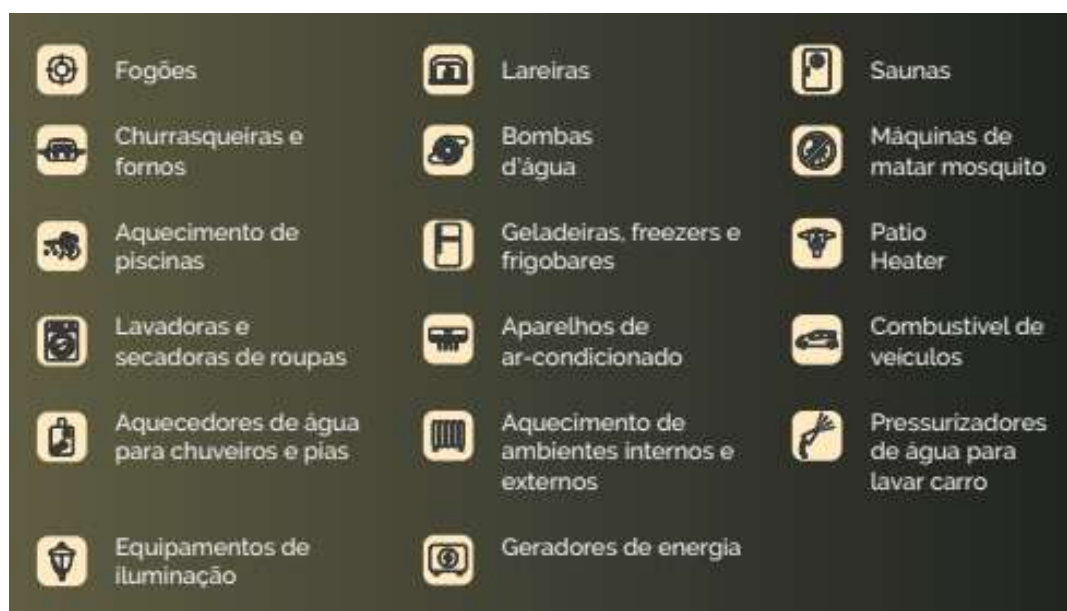 Fogões
Lareiras
Saunas
Churrasqueiras e
fornos
Bombas
d'água
Máquinas de
matar mosquito
Aquecimento de
piscinas
Geladeiras, freezers e
frigobares
Patio
Heater
Lavadoras e
secadoras de roupas
Aparelhos de
ar-condicionado
Combustível de
veículos
Aquecedores de água
para chuveiros e pias
Aquecimento de
ambientes internos e
externos
Pressurizadores
de água para
lavar carro
Equipamentos de
iluminação
Geradores de energia